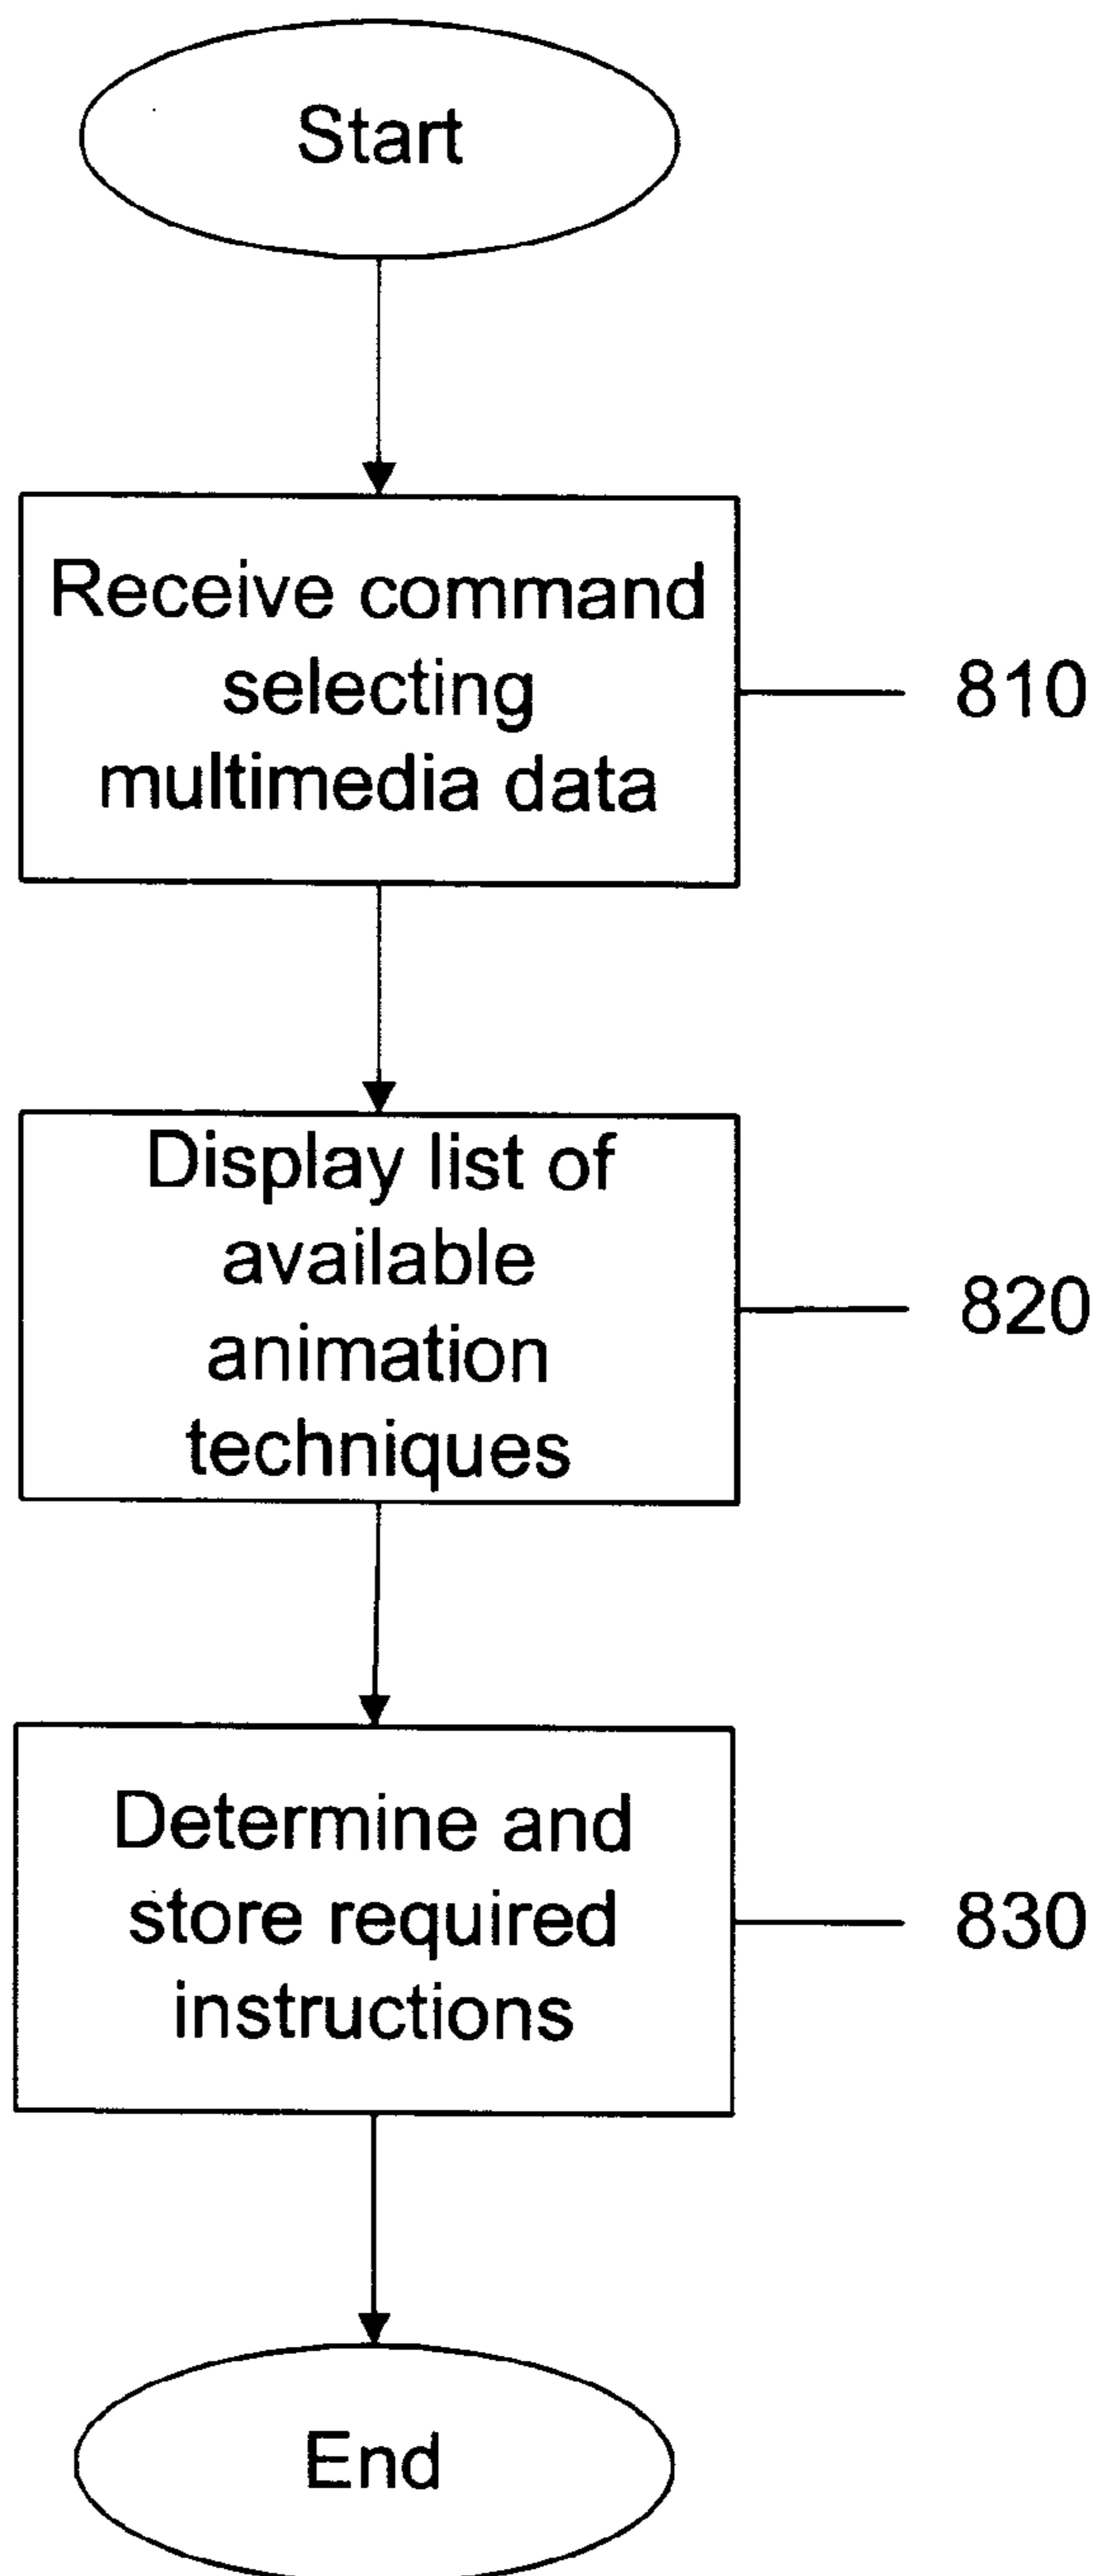 Start
Receive command
selecting
multimedia data
810
Display list of
available
animation
techniques
820
Determine and
store required
instructions
830
End